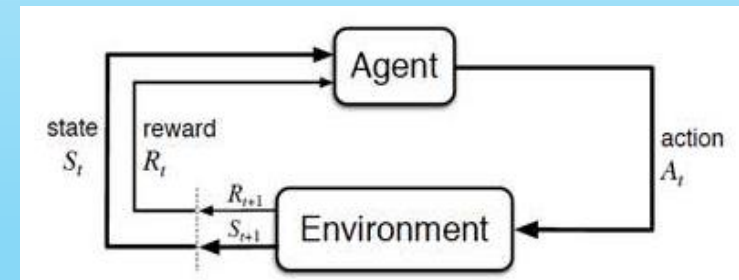 Agent
state
S_t
reward
R_t
action
A_t
R_{t+1}
S_{t+1}
Environment